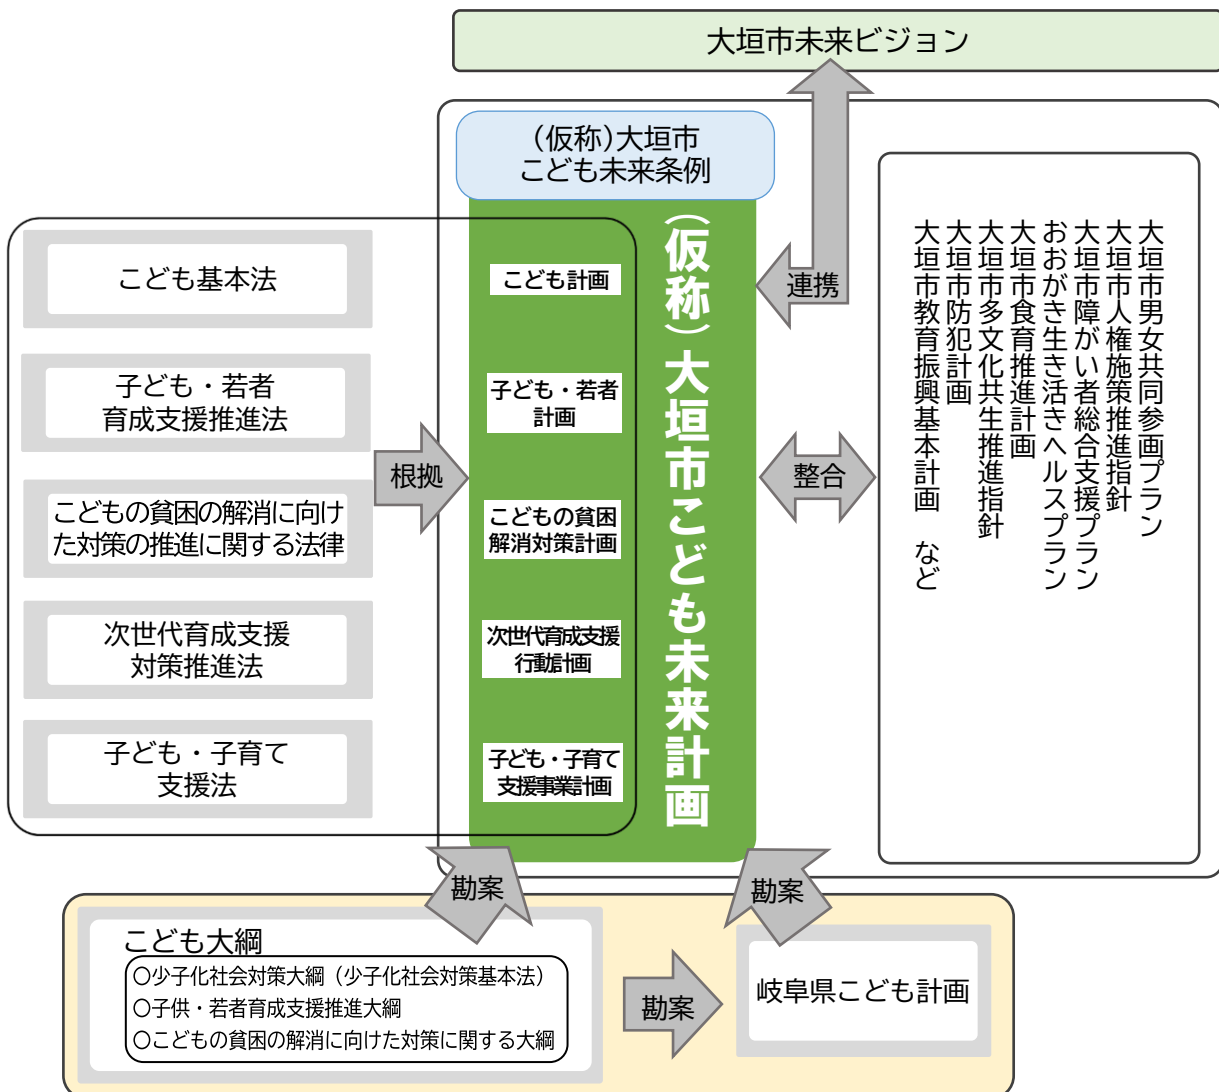 大垣市未来ビジョン
(仮称)大垣市
こども未来条例
(仮称)大垣市こども未来計画
こども基本法
子ども・若者
育成支援推進法
こどもの貧困の解消に向け
た対策の推進に関する法律
次世代育成支援
対策推進法
子ども・子育て
支援法
根拠
こども計画
子ども・若者
計画
こどもの貧困
解消対策計画
次世代育成支援
行動計画
子ども・子育て
支援事業計画
連携
整合
大垣市男女共同参画プラン
大垣市人権施策推進指針
大垣市障がい者総合支援プラン
おおがき生き活きヘルスプラン
大垣市食育推進計画
大垣市多文化共生推進指針
大垣市防犯計画
大垣市教育振興基本計画 など
勘案
勘案
こども大綱
○少子化社会対策大綱（少子化社会対策基本法）
○子供・若者育成支援推進大綱
○こどもの貧困の解消に向けた対策に関する大綱
勘案
岐阜県こども計画